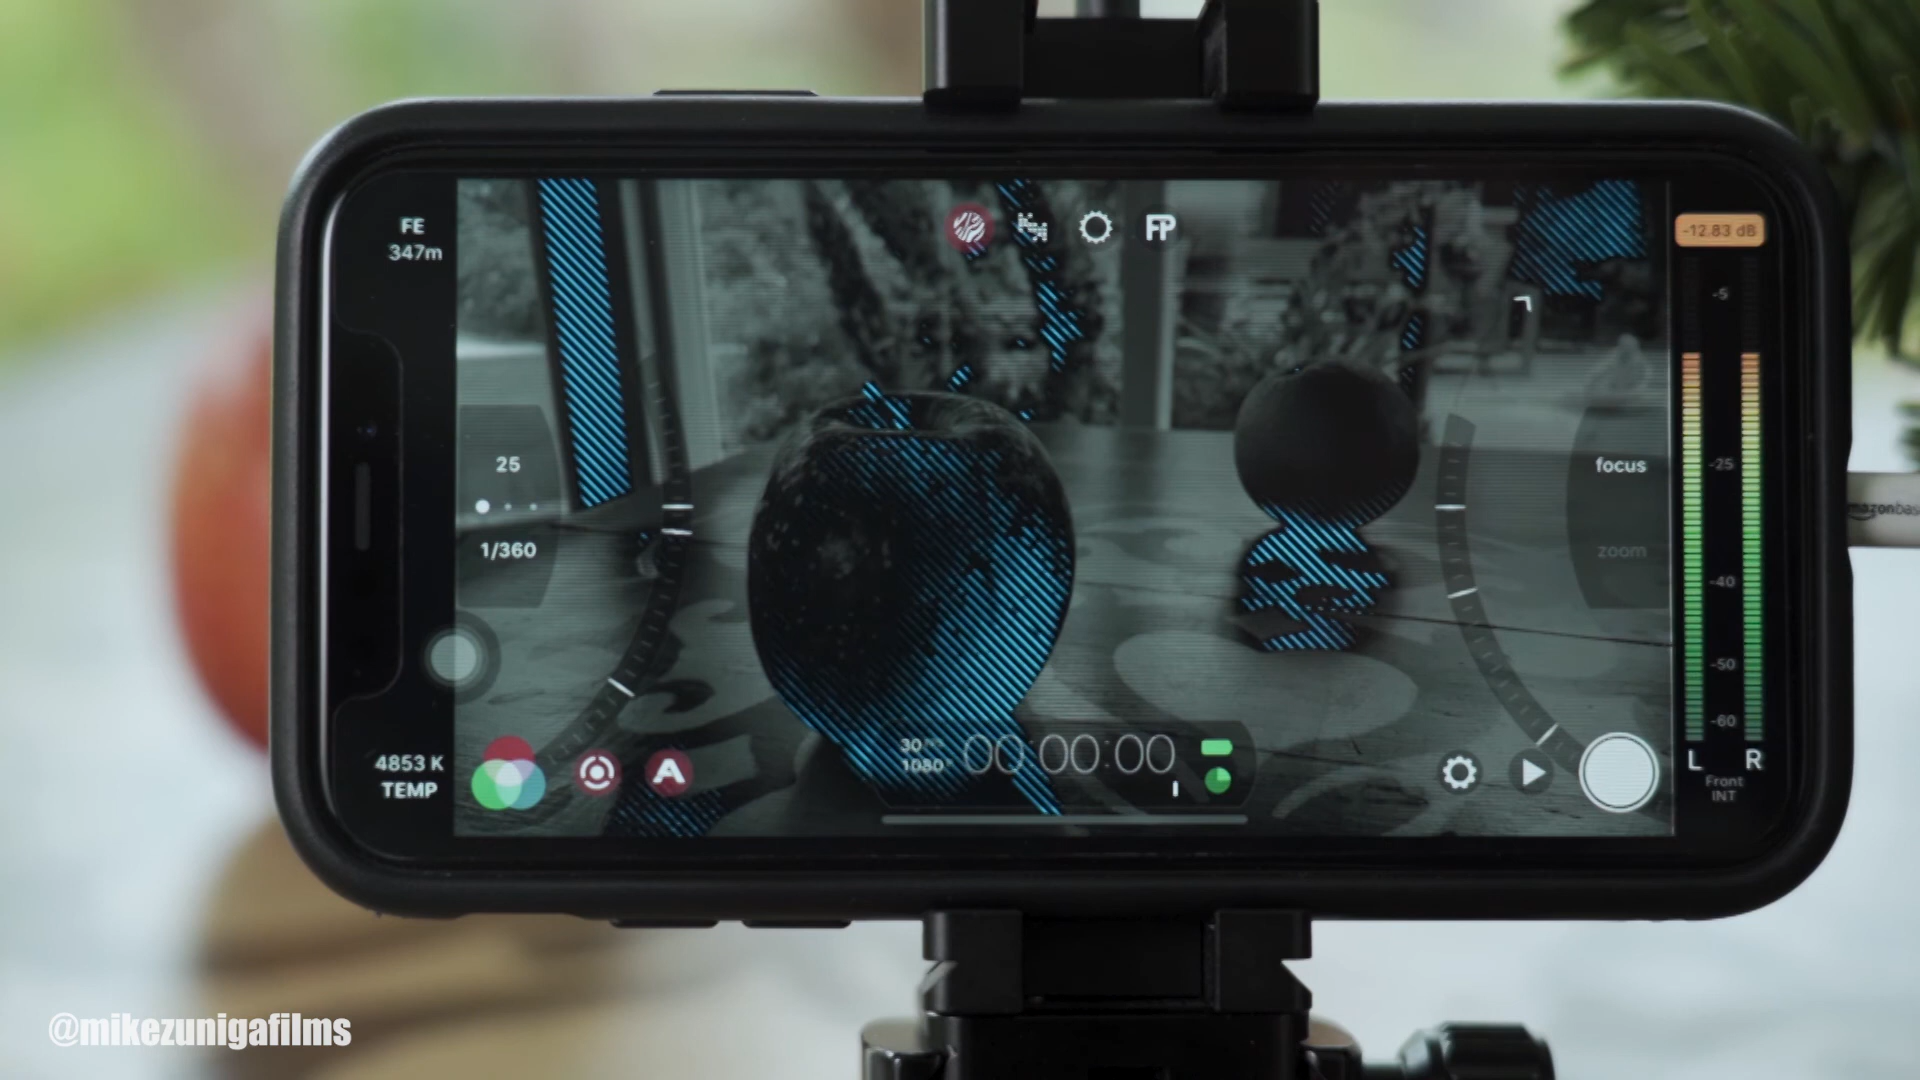 FE
347m
FP
-12.83 dB
-5
25
focus
-25
1/360
zoom
-40
-50
-60
4853 K
TEMP
A
30
1080
00:00:00
L
R
Front
INT
mazonbas
@mikezunigafilms